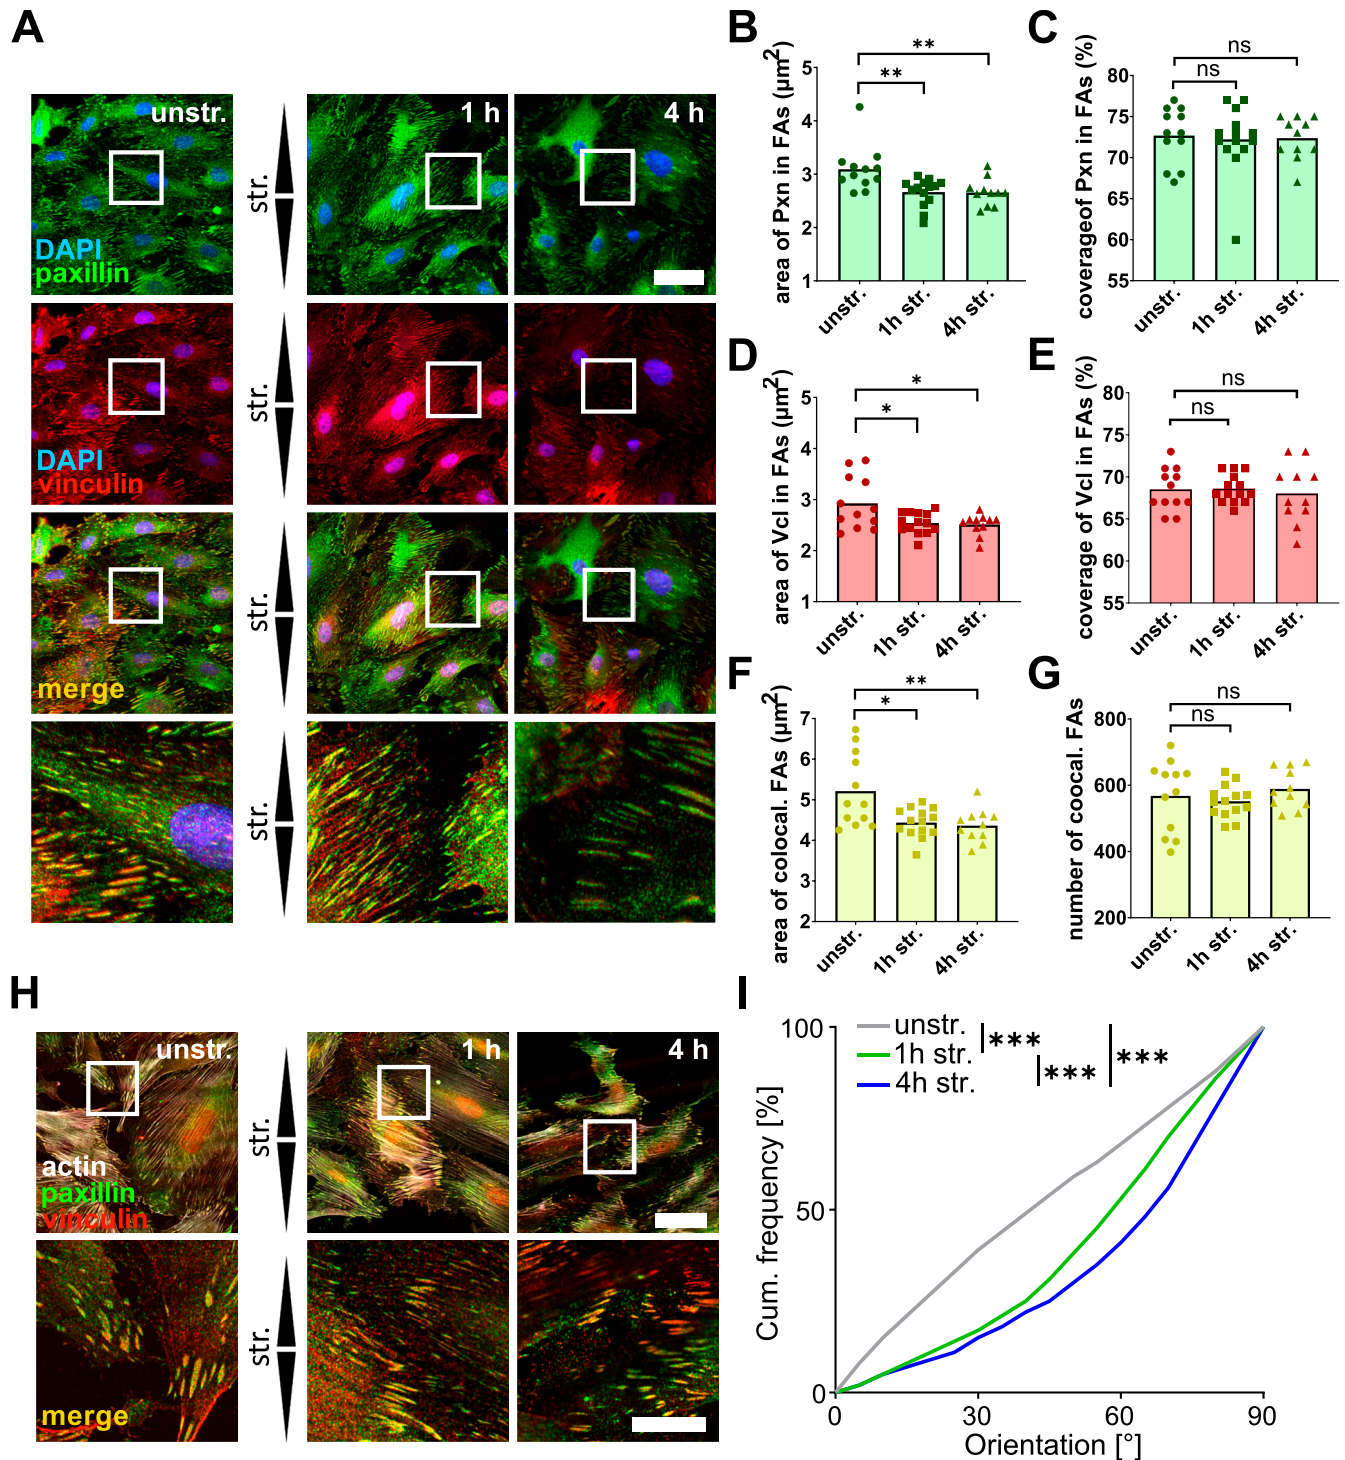 A
unstr.
1 h
4 h
str.
DAPI
paxillin
str.
DAPI
vinculin
str.
merge
str.
B
area of Pxn in FAs (µm²)
5
4
3
2
1
**
**
unstr.
1h str.
4h str.
C
coverageof Pxn in FAs (%)
80
75
70
65
60
55
ns
ns
unstr.
1h str.
4h str.
D
area of Vcl in FAs (µm²)
5
4
3
2
1
*
*
unstr.
1h str.
4h str.
E
coverage of Vcl in FAs (%)
80
75
70
65
60
55
ns
ns
unstr.
1h str.
4h str.
F
area of colocal. FAs (µm²)
7
6
5
4
3
2
**
*
unstr.
1h str.
4h str.
G
number of coocal. FAs
800
600
400
200
ns
ns
unstr.
1h str.
4h str.
H
unstr.
1 h
4 h
str.
actin
paxillin
vinculin
str.
merge
I
Cum. frequency [%]
100
50
0
unstr.
1h str.
4h str.
***
***
***
0
30
60
90
Orientation [°]